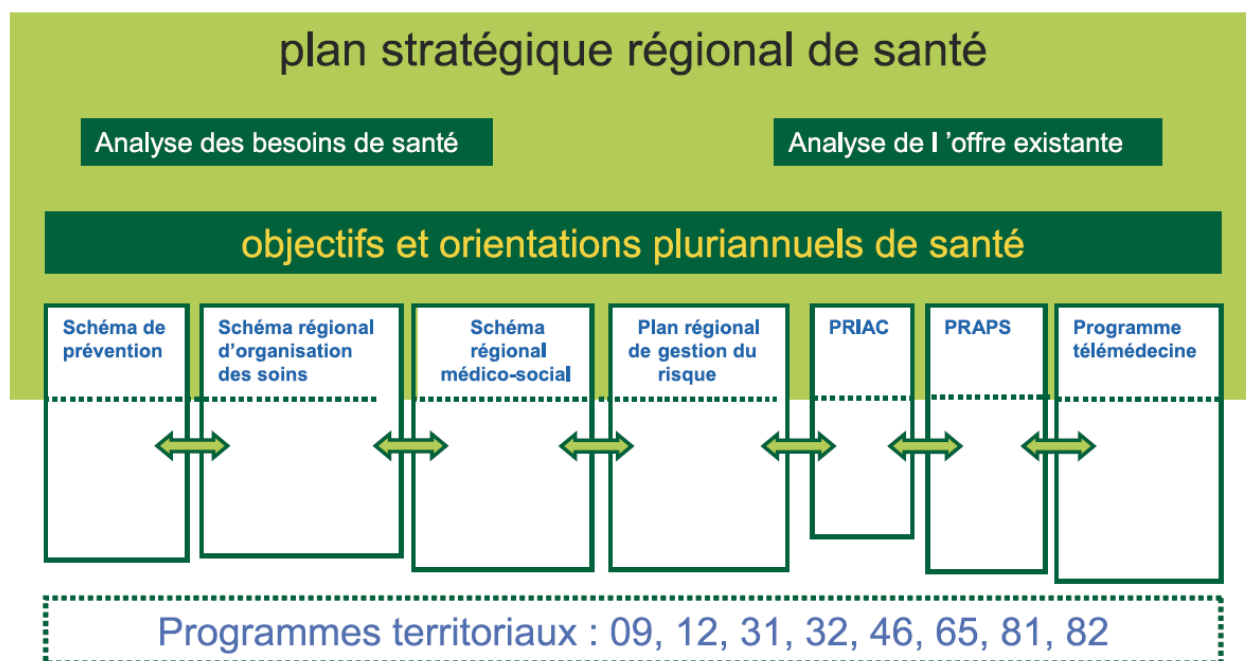 plan stratégique régional de santé
Analyse des besoins de santé
Analyse de l ’offre existante
objectifs et orientations pluriannuels de santé
Schéma de
prévention
Schéma régional
d’organisation
des soins
Schéma
régional
médico-social
Plan régional
de gestion du
risque
PRIAC
PRAPS
Programme
télémédecine
Programmes territoriaux : 09, 12, 31, 32, 46, 65, 81, 82